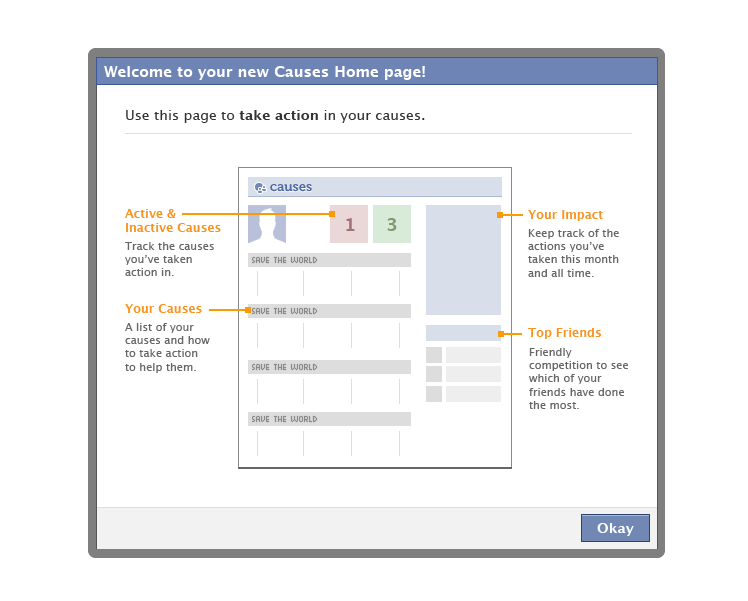 Welcome to your new Causes Home page!
Use this page to take action in your causes.
causes
Active &
Inactive Causes
Track the causes
you've taken
action in.
1
3
Your Impact
Keep track of the
actions you've
taken this month
and all time.
SAVE THE WORLD
Your Causes
A list of your
causes and how
to take action
to help them.
SAVE THE WORLD
Top Friends
Friendly
competition to see
which of your
friends have done
the most.
SAVE THE WORLD
SAVE THE WORLD
Okay